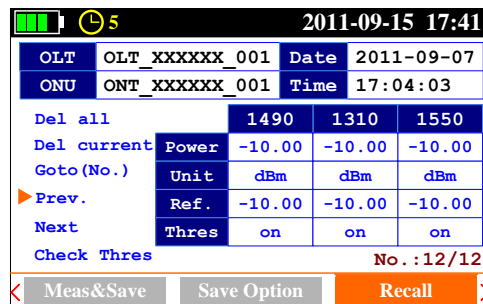 5 2011-09-15 17:41
OLT OLT_XXXXXX_001 Date 2011-09-07
ONU ONT_XXXXXX_001 Time 17:04:03
Del all 1490 1310 1550
Del current Power -10.00 -10.00 -10.00
Goto(No.) Unit dBm dBm dBm
Prev. Ref. -10.00 -10.00 -10.00
Next Thres on on on
Check Thres No.:12/12
Meas&Save Save Option Recall